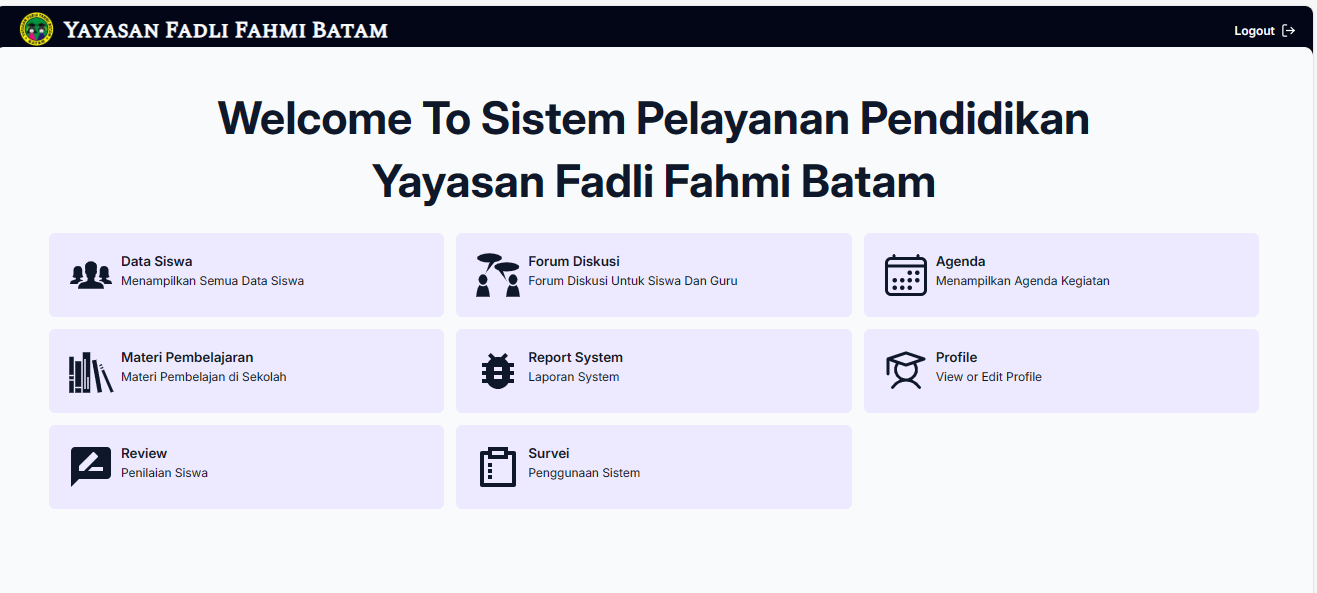 Yayasan Fadli Fahmi Batam
Logout
Welcome To Sistem Pelayanan Pendidikan
Yayasan Fadli Fahmi Batam
Data Siswa
Menampilkan Semua Data Siswa
Forum Diskusi
Forum Diskusi Untuk Siswa Dan Guru
Agenda
Menampilkan Agenda Kegiatan
Materi Pembelajaran
Materi Pembelajan di Sekolah
Report System
Laporan System
Profile
View or Edit Profile
Review
Penilaian Siswa
Survei
Penggunaan Sistem